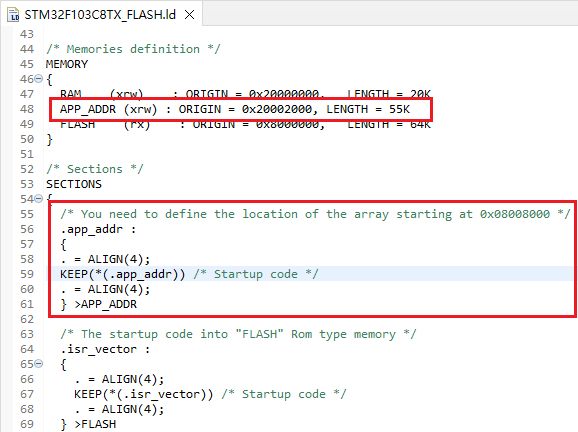 STM32F103C8TX_FLASH.ld
43
44 /* Memories definition */
45 MEMORY
46 {
47   RAM    (xrw)    : ORIGIN = 0x20000000,   LENGTH = 20K
48   APP_ADDR (xrw) : ORIGIN = 0x20002000, LENGTH = 55K
49   FLASH    (rx)    : ORIGIN = 0x8000000,   LENGTH = 64K
50 }
51
52 /* Sections */
53 SECTIONS
54 {
55   /* You need to define the location of the array starting at 0x08008000 */
56   .app_addr :
57   {
58   . = ALIGN(4);
59   KEEP(*(.app_addr)) /* Startup code */
60   . = ALIGN(4);
61   } >APP_ADDR
62
63   /* The startup code into "FLASH" Rom type memory */
64   .isr_vector :
65   {
66     . = ALIGN(4);
67     KEEP(*(.isr_vector)) /* Startup code */
68     . = ALIGN(4);
69   } >FLASH